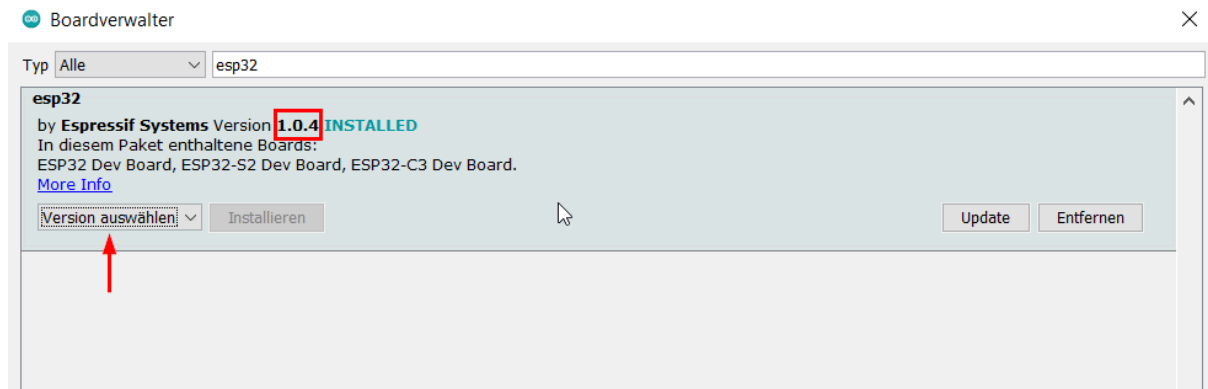 Boardverwalter
Typ Alle esp32
esp32
by Espressif Systems Version 1.0.4 INSTALLED
In diesem Paket enthaltene Boards:
ESP32 Dev Board, ESP32-S2 Dev Board, ESP32-C3 Dev Board.
More Info
Version auswählen Installieren Update Entfernen